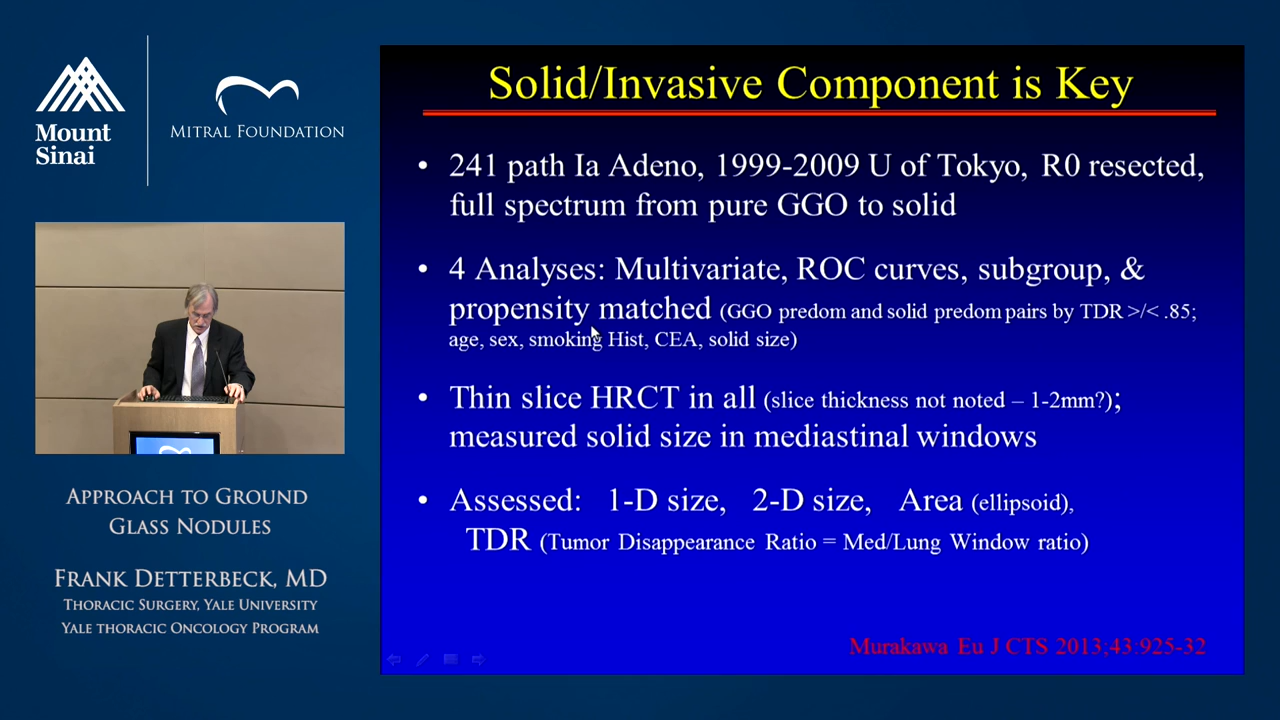 Mount
Sinai
MITRAL FOUNDATION
APPROACH TO GROUND
GLASS NODULES
FRANK DETTERBECK, MD
THORACIC SURGERY, YALE UNIVERSITY
YALE THORACIC ONCOLOGY PROGRAM
Solid/Invasive Component is Key
• 241 path Ia Adeno, 1999-2009 U of Tokyo, R0 resected,
full spectrum from pure GGO to solid
• 4 Analyses: Multivariate, ROC curves, subgroup, &
propensity matched (GGO predom and solid predom pairs by TDR >/< .85;
age, sex, smoking Hist, CEA, solid size)
• Thin slice HRCT in all (slice thickness not noted – 1-2mm?);
measured solid size in mediastinal windows
• Assessed: 1-D size, 2-D size, Area (ellipsoid),
TDR (Tumor Disappearance Ratio = Med/Lung Window ratio)
Murakawa Eu J CTS 2013;43:925-32